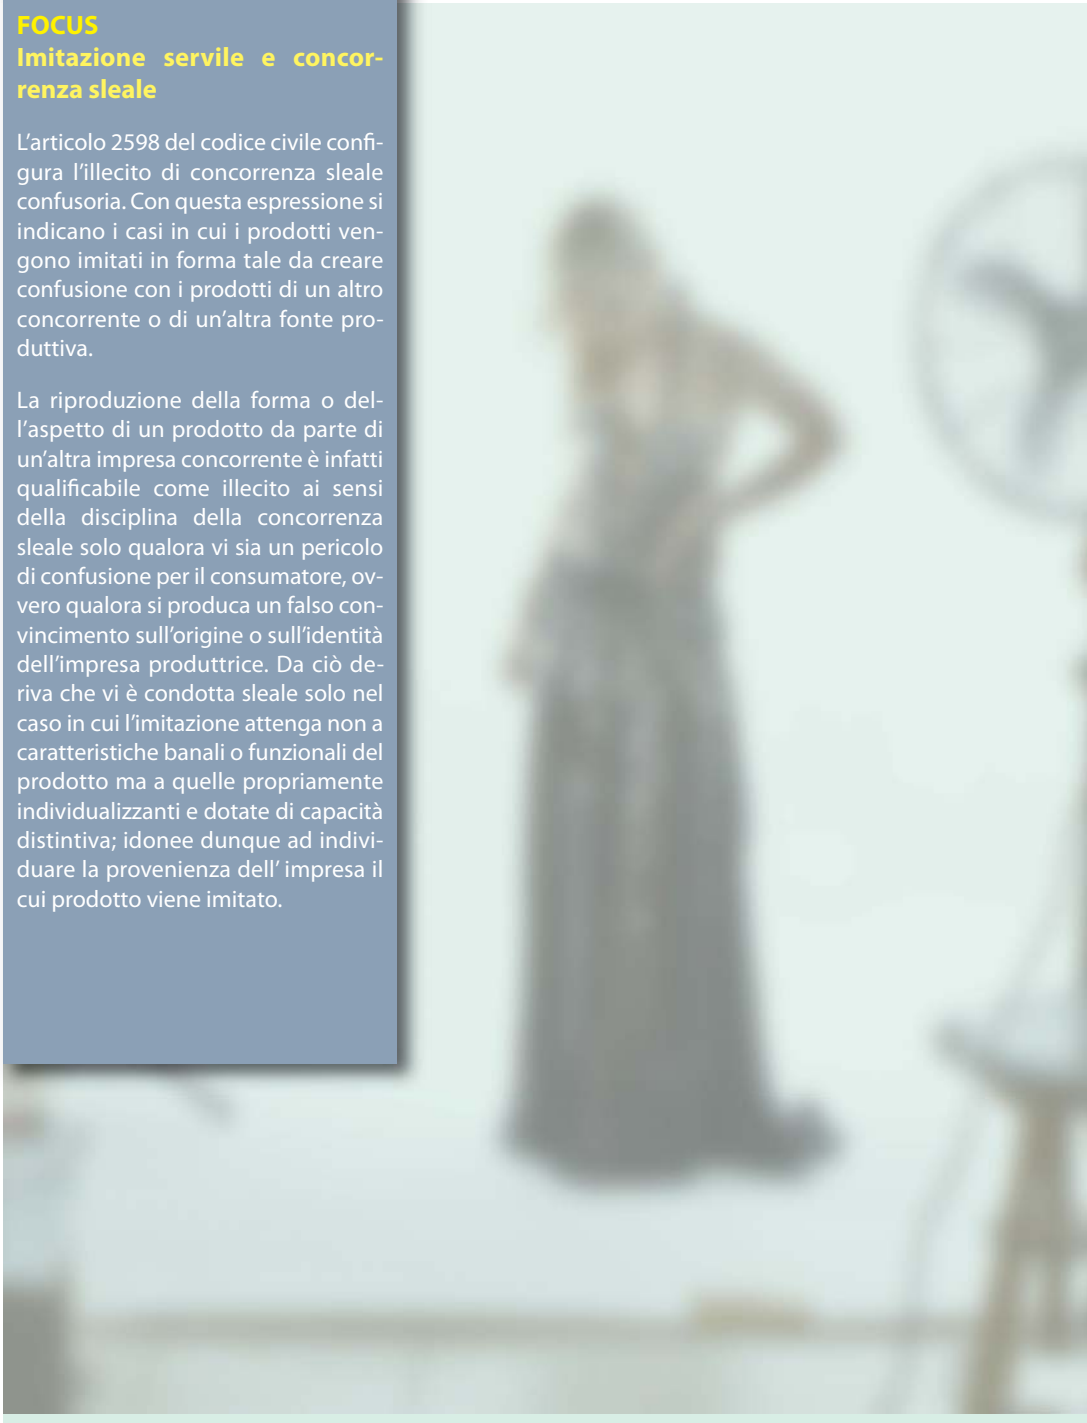 FOCUS
Imitazione servile e concor-
renza sleale
L'articolo 2598 del codice civile confi-
gura l'illecito di concorrenza sleale
confusoria. Con questa espressione si
indicano i casi in cui i prodotti ven-
gono imitati in forma tale da creare
confusione con i prodotti di un altro
concorrente o di un'altra fonte pro-
duttiva.
La riproduzione della forma o del-
l'aspetto di un prodotto da parte di
un'altra impresa concorrente è infatti
qualificabile come illecito ai sensi
della disciplina della concorrenza
sleale solo qualora vi sia un pericolo
di confusione per il consumatore, ov-
vero qualora si produca un falso con-
vincimento sull'origine o sull'identità
dell'impresa produttrice. Da ciò de-
riva che vi è condotta sleale solo nel
caso in cui l'imitazione attenga non a
caratteristiche banali o funzionali del
prodotto ma a quelle propriamente
individualizzanti e dotate di capacità
distintiva; idonee dunque ad indivi-
duare la provenienza dell' impresa il
cui prodotto viene imitato.